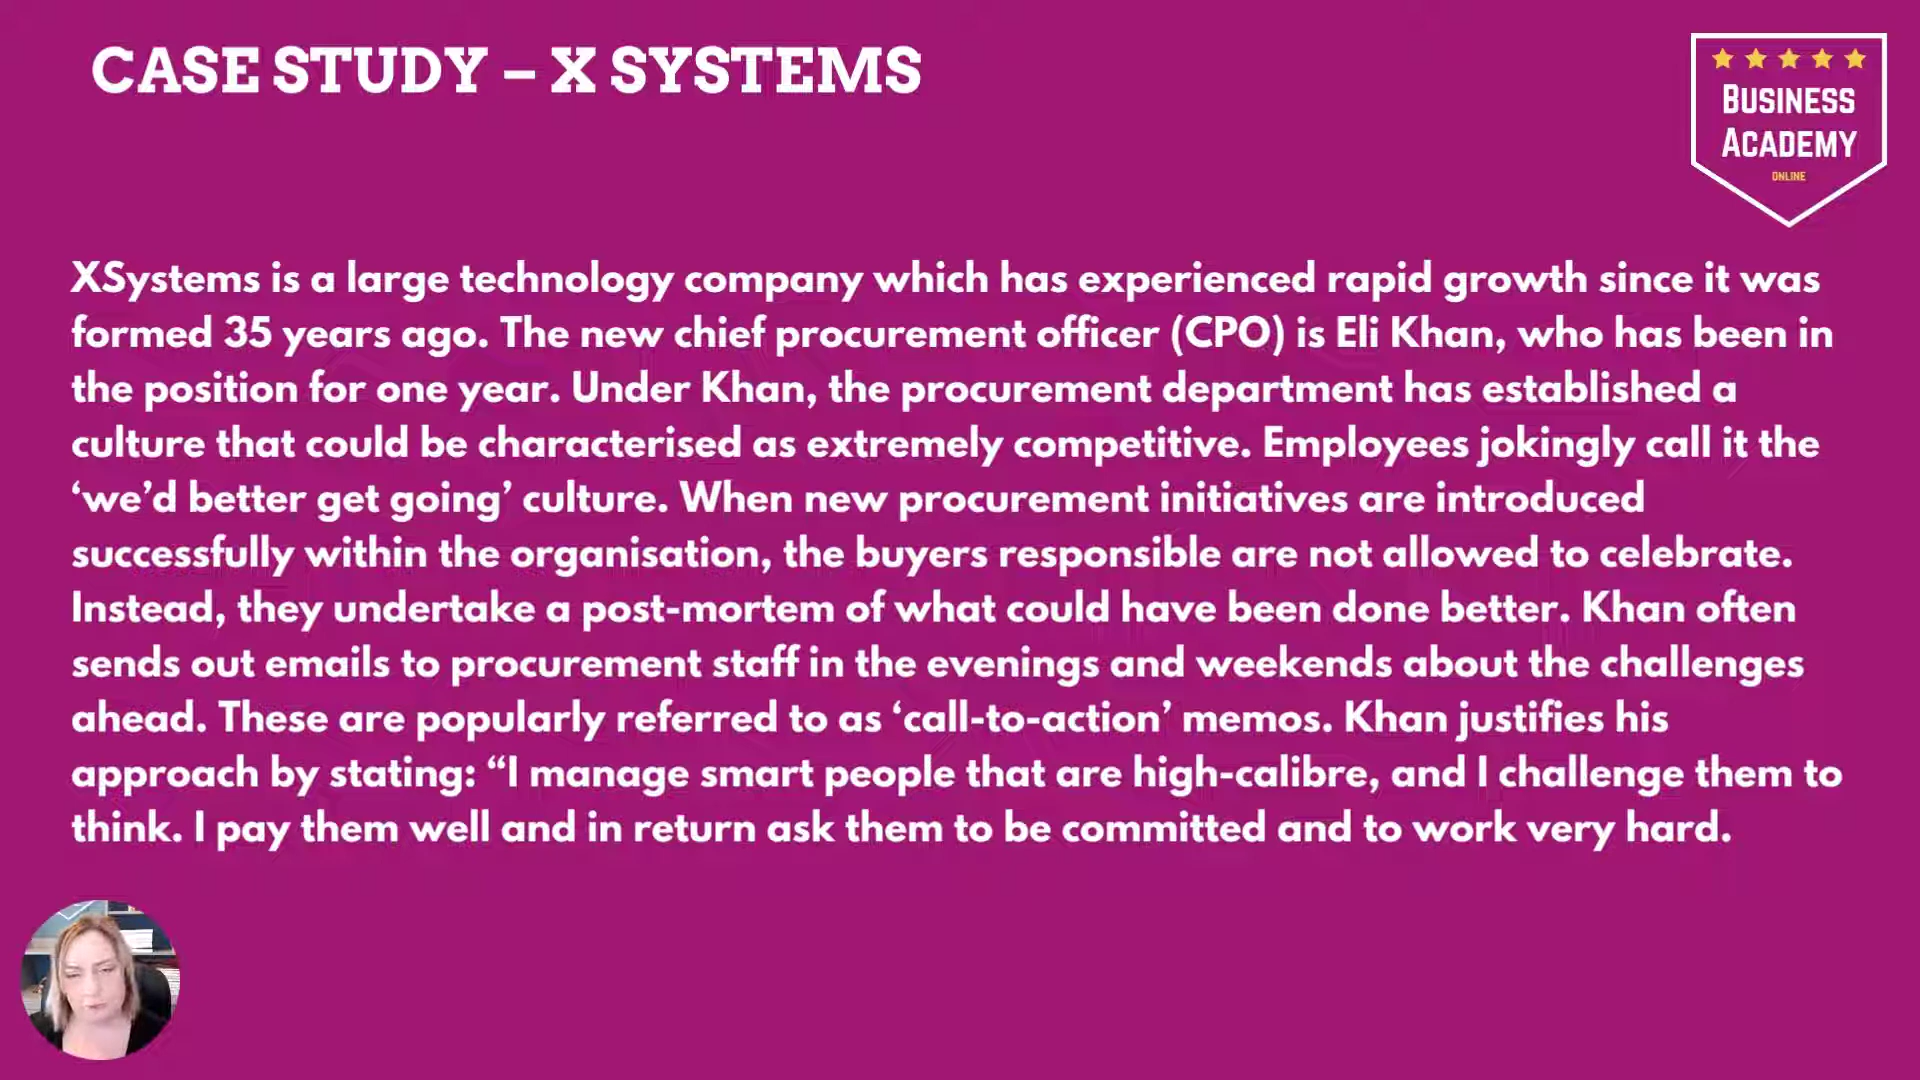 CASE STUDY – X SYSTEMS
BUSINESS
ACADEMY
ONLINE
XSystems is a large technology company which has experienced rapid growth since it was
formed 35 years ago. The new chief procurement officer (CPO) is Eli Khan, who has been in
the position for one year. Under Khan, the procurement department has established a
culture that could be characterised as extremely competitive. Employees jokingly call it the
‘we’d better get going’ culture. When new procurement initiatives are introduced
successfully within the organisation, the buyers responsible are not allowed to celebrate.
Instead, they undertake a post-mortem of what could have been done better. Khan often
sends out emails to procurement staff in the evenings and weekends about the challenges
ahead. These are popularly referred to as ‘call-to-action’ memos. Khan justifies his
approach by stating: “I manage smart people that are high-calibre, and I challenge them to
think. I pay them well and in return ask them to be committed and to work very hard.